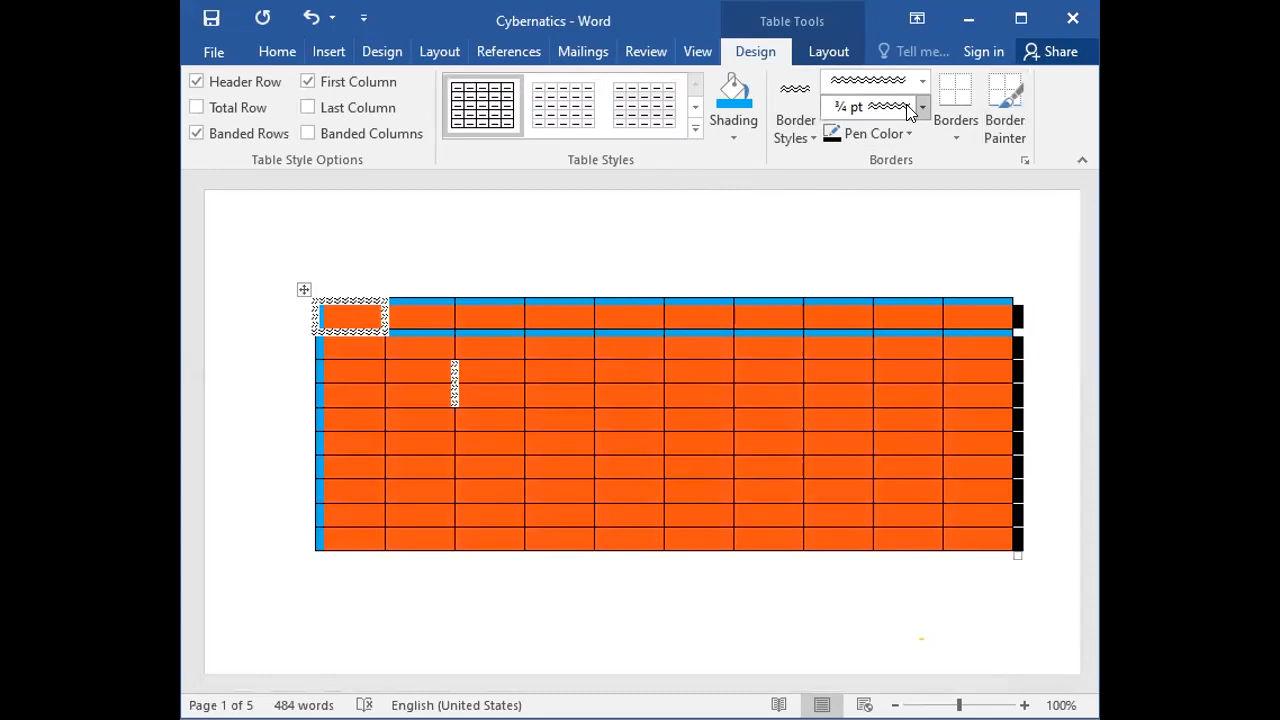 Cybernatics - Word
Table Tools
File
Home
Insert
Design
Layout
References
Mailings
Review
View
Design
Layout
Tell me...
Sign in
Share
Header Row
First Column
Total Row
Last Column
Banded Rows
Banded Columns
Table Style Options
Table Styles
Shading
Border
Styles
¾ pt
Pen Color
Borders
Border
Painter
Borders
Page 1 of 5
484 words
English (United States)
100%